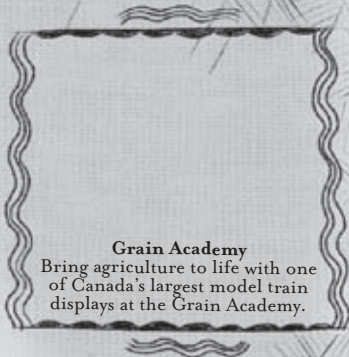 Grain Academy
Bring agriculture to life with one
of Canada's largest model train
displays at the Grain Academy.